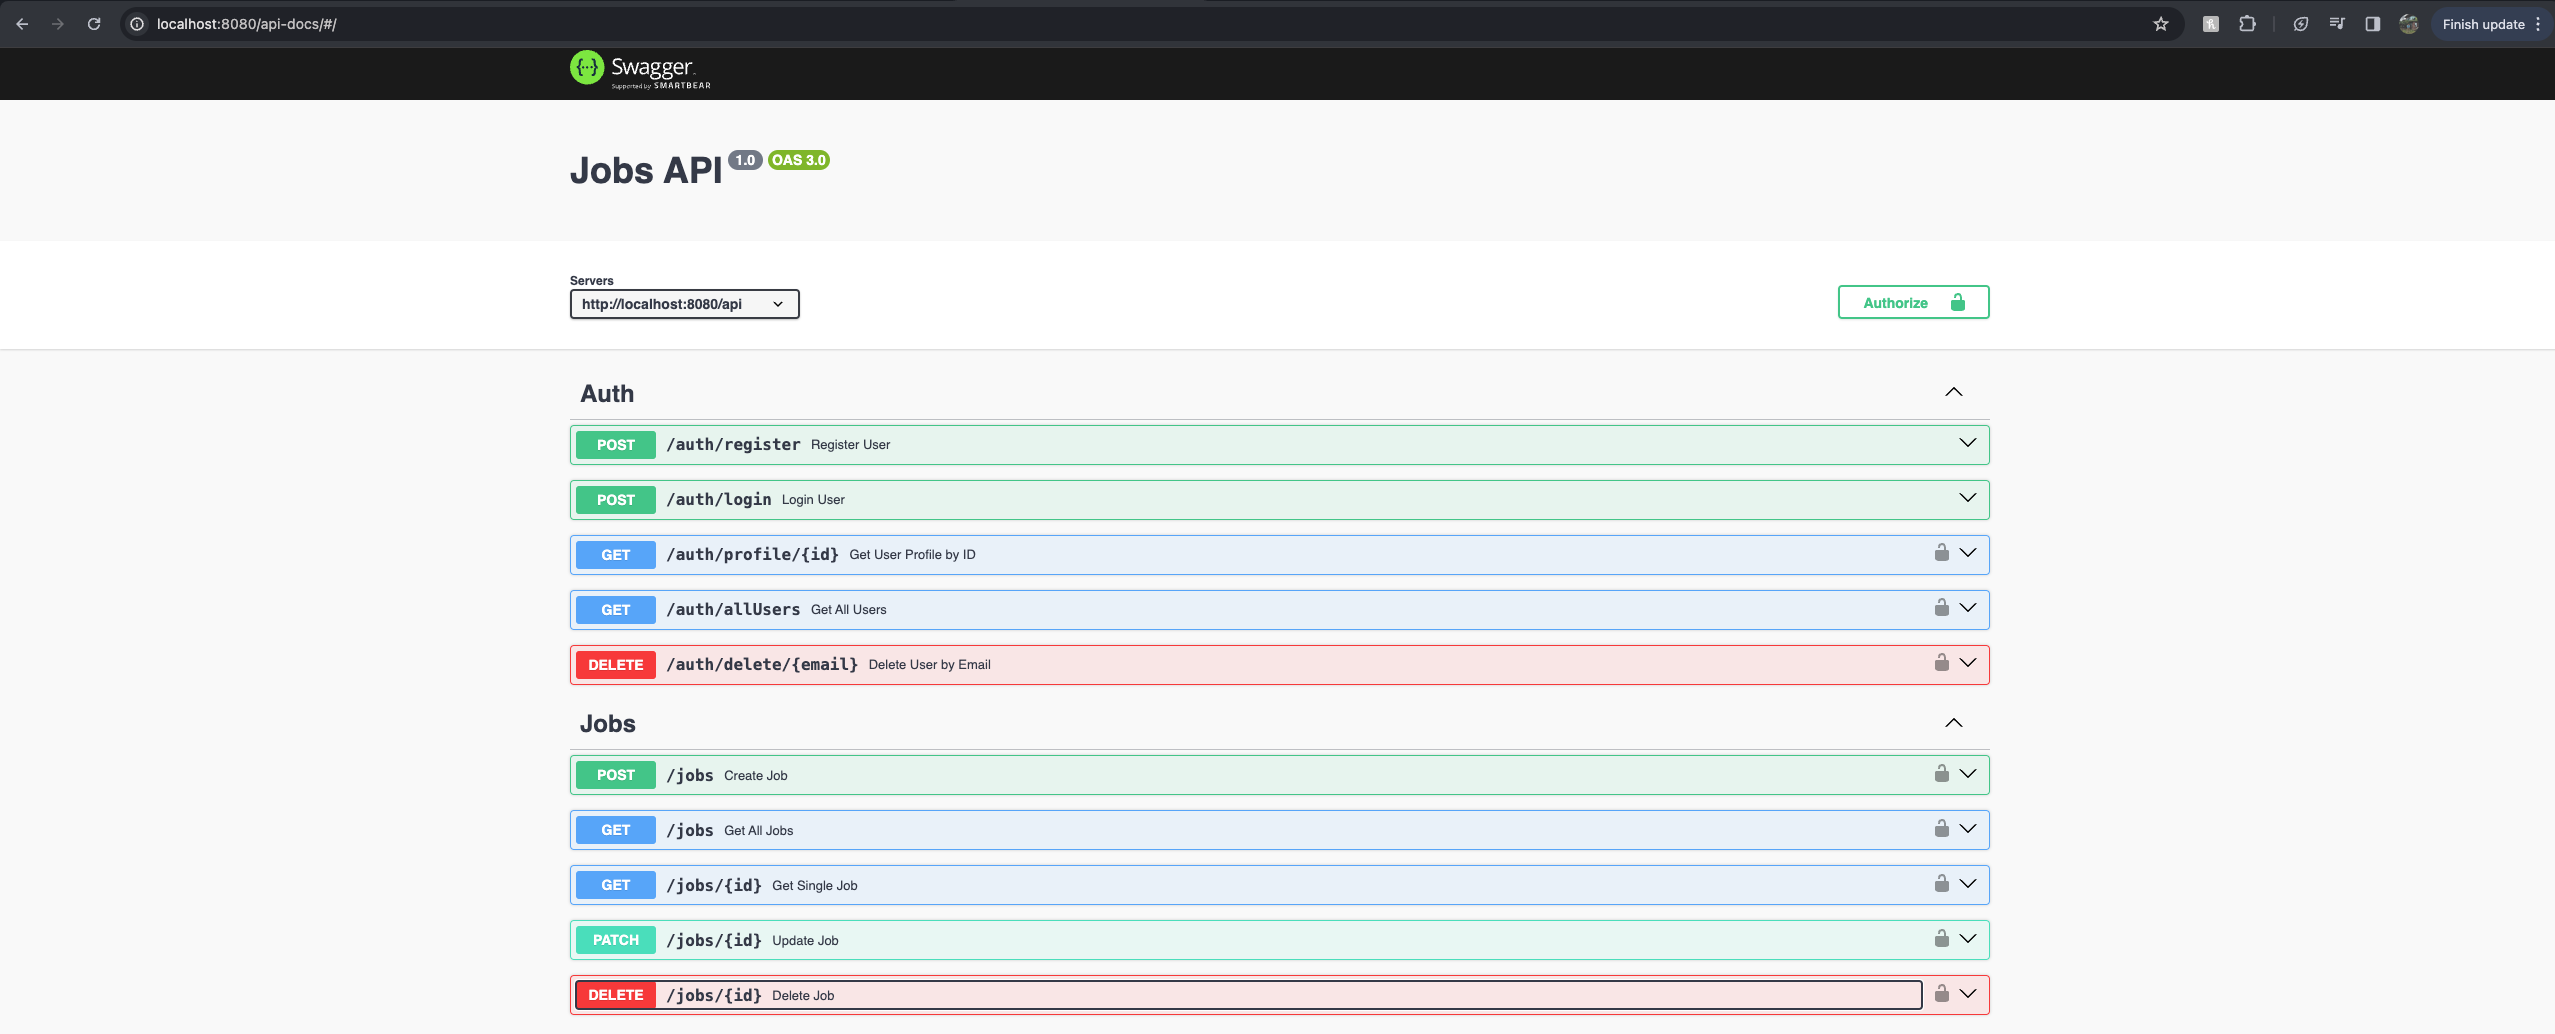 localhost:8080/api-docs/#/
Finish update
{···} Swagger
Supported by SMARTBEAR
Jobs API 1.0 OAS 3.0
Servers
http://localhost:8080/api
Authorize
Auth
POST /auth/register Register User
POST /auth/login Login User
GET /auth/profile/{id} Get User Profile by ID
GET /auth/allUsers Get All Users
DELETE /auth/delete/{email} Delete User by Email
Jobs
POST /jobs Create Job
GET /jobs Get All Jobs
GET /jobs/{id} Get Single Job
PATCH /jobs/{id} Update Job
DELETE /jobs/{id} Delete Job